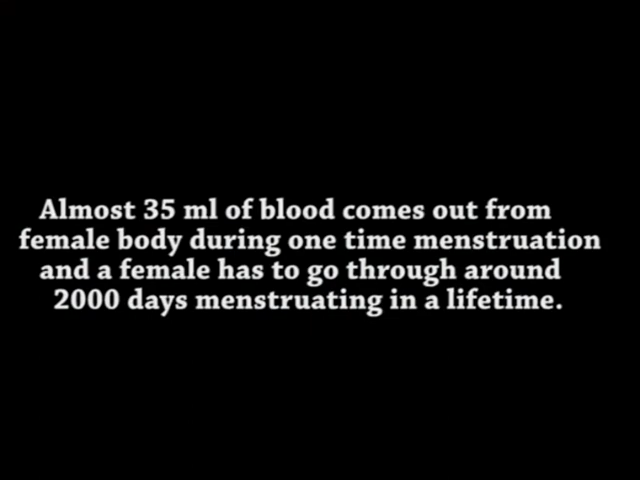 Almost 35 ml of blood comes out from
female body during one time menstruation
and a female has to go through around
2000 days menstruating in a lifetime.